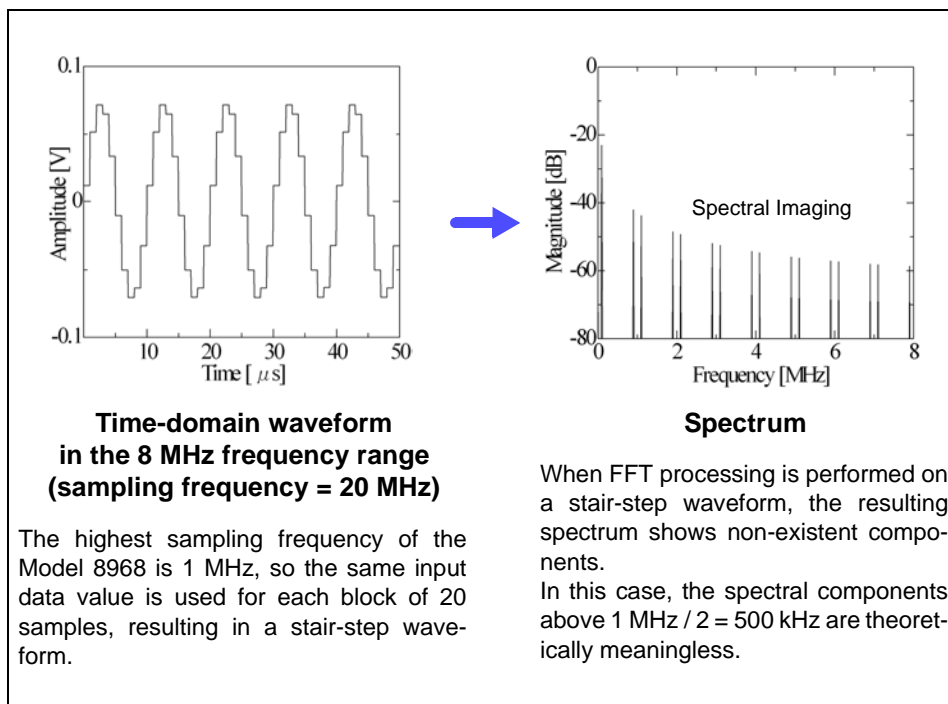 0.1
0
-0.1
Amplitude [V]
10 20 30 40 50
Time [ μs]
Time-domain waveform
in the 8 MHz frequency range
(sampling frequency = 20 MHz)
The highest sampling frequency of the
Model 8968 is 1 MHz, so the same input
data value is used for each block of 20
samples, resulting in a stair-step wave-
form.
0
-20
-40
-60
-80
Magnitude [dB]
Spectral Imaging
0 2 4 6 8
Frequency [MHz]
Spectrum
When FFT processing is performed on
a stair-step waveform, the resulting
spectrum shows non-existent compo-
nents.
In this case, the spectral components
above 1 MHz / 2 = 500 kHz are theoret-
ically meaningless.